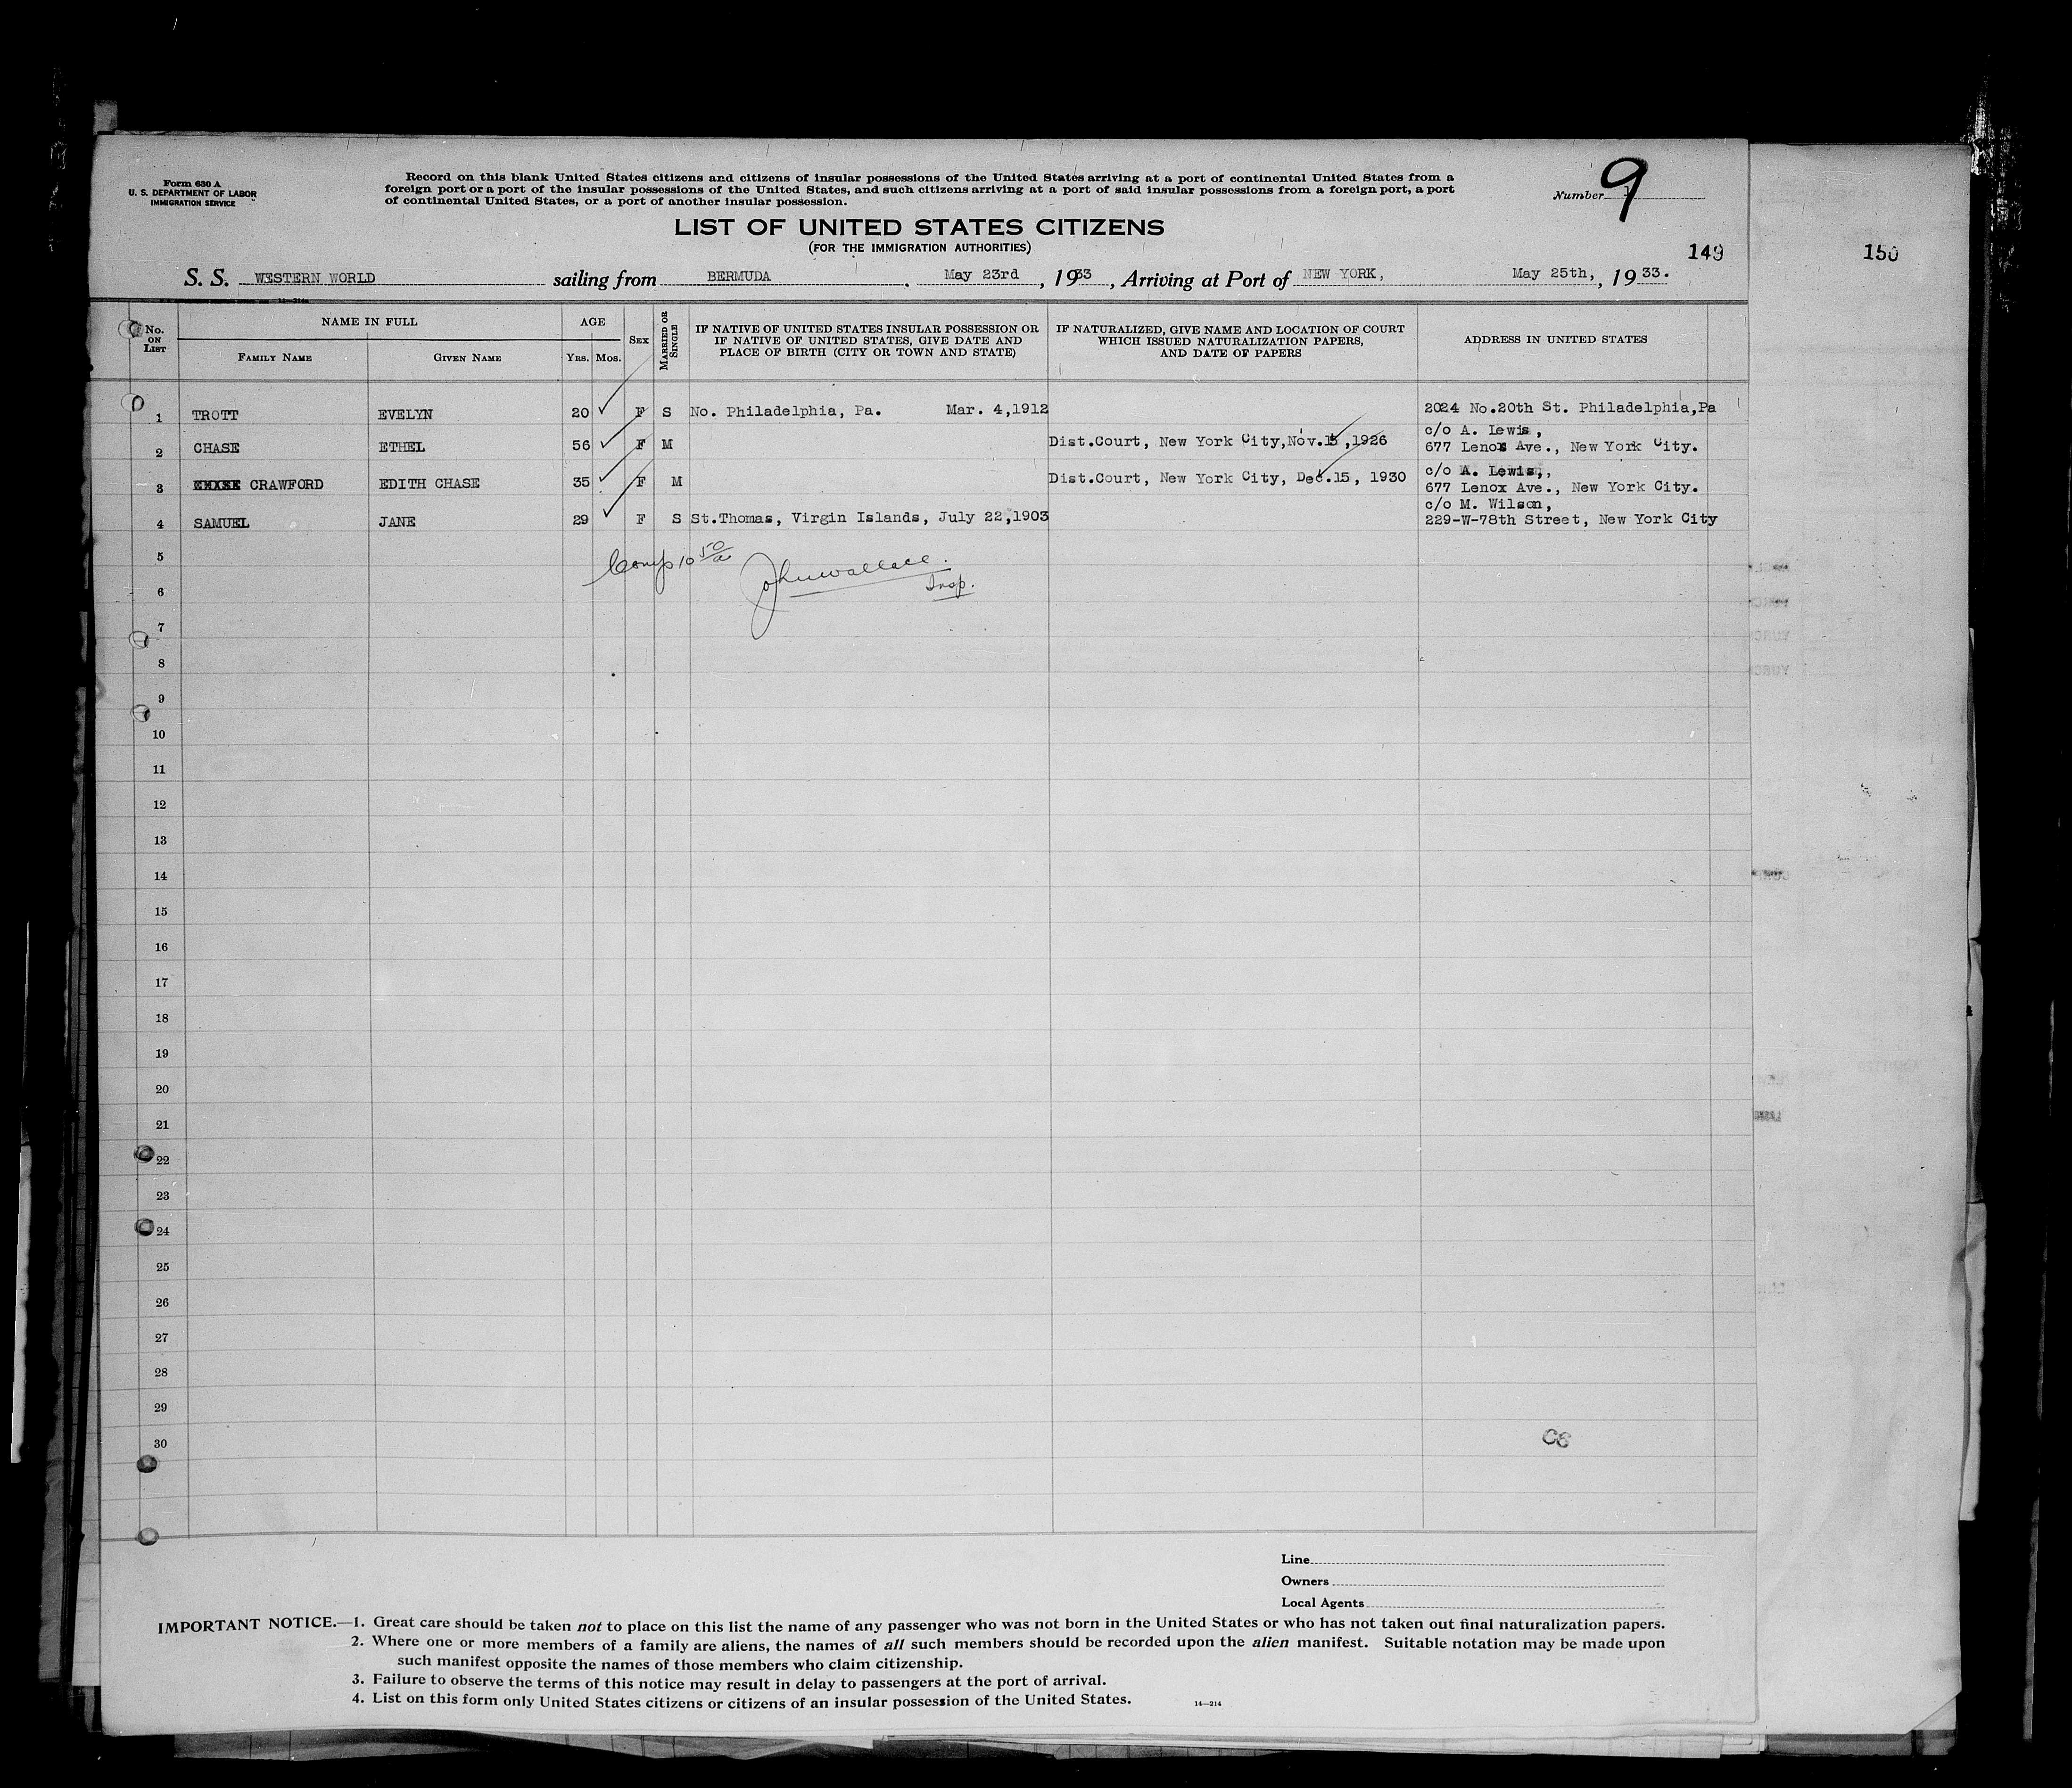 Form 630 A
U. S. DEPARTMENT OF LABOR
IMMIGRATION SERVICE
Record on this blank United States citizens and citizens of insular possessions of the United States arriving at a port of continental United States from a
foreign port or a port of the insular possessions of the United States, and such citizens arriving at a port of said insular possessions from a foreign port, a port
of continental United States, or a port of another insular possession.
Number 9
LIST OF UNITED STATES CITIZENS
(FOR THE IMMIGRATION AUTHORITIES)
149
150
S. S. WESTERN WORLD sailing from BERMUDA, May 23rd, 1933, Arriving at Port of NEW YORK, May 25th, , 19 33.
14—214
No. ON LIST
NAME IN FULL
FAMILY NAME
GIVEN NAME
AGE
YRS. MOS.
SEX
MARRIED OR SINGLE
IF NATIVE OF UNITED STATES INSULAR POSSESSION OR
IF NATIVE OF UNITED STATES, GIVE DATE AND
PLACE OF BIRTH (CITY OR TOWN AND STATE)
IF NATURALIZED, GIVE NAME AND LOCATION OF COURT
WHICH ISSUED NATURALIZATION PAPERS,
AND DATE OF PAPERS
ADDRESS IN UNITED STATES
1 TROTT EVELYN 20 F S No. Philadelphia, Pa. Mar. 4,1912 2024 No.20th St. Philadelphia,Pa
2 CHASE ETHEL 56 F M Dist.Court, New York City,Nov.15,1926 c/o A. Lewis,
677 Lenox Ave., New York City.
3 CRAWFORD EDITH CHASE 35 F M Dist.Court, New York City, Dec.15, 1930 c/o A. Lewis,,
677 Lenox Ave., New York City.
4 SAMUEL JANE 29 F S St.Thomas, Virgin Islands, July 22,1903 c/o M. Wilson,
229-W-78th Street, New York City
5
Comp 10 50/a John Wallace.
Insp.
6
7
8
9
10
11
12
13
14
15
16
17
18
19
20
21
22
23
24
25
26
27
28
29
30
Line
Owners
Local Agents
IMPORTANT NOTICE.—1. Great care should be taken not to place on this list the name of any passenger who was not born in the United States or who has not taken out final naturalization papers.
2. Where one or more members of a family are aliens, the names of all such members should be recorded upon the alien manifest. Suitable notation may be made upon
such manifest opposite the names of those members who claim citizenship.
3. Failure to observe the terms of this notice may result in delay to passengers at the port of arrival.
4. List on this form only United States citizens or citizens of an insular possession of the United States.
14—214